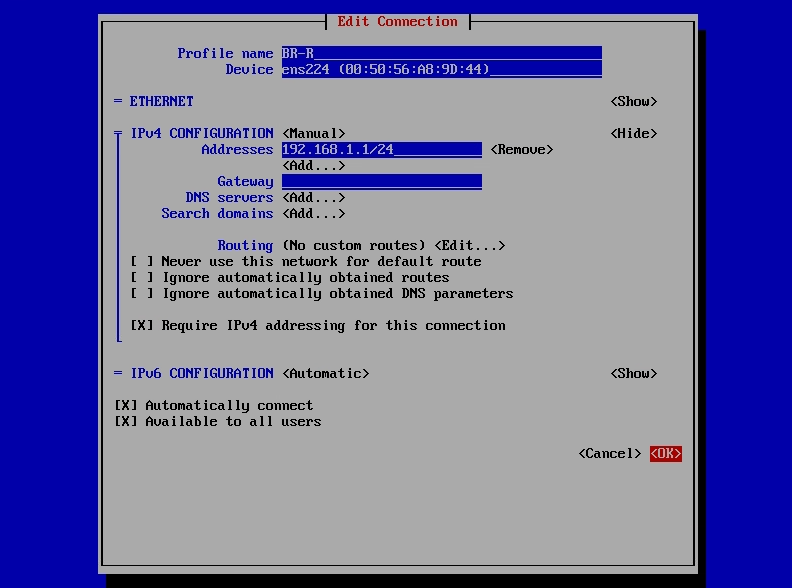 Edit Connection
Profile name BR-R
Device ens224 (00:50:56:A8:9D:44)
= ETHERNET <Show>
= IPv4 CONFIGURATION <Manual> <Hide>
Addresses 192.168.1.1/24 <Remove>
<Add...>
Gateway
DNS servers <Add...>
Search domains <Add...>
Routing (No custom routes) <Edit...>
[ ] Never use this network for default route
[ ] Ignore automatically obtained routes
[ ] Ignore automatically obtained DNS parameters
[X] Require IPv4 addressing for this connection
= IPv6 CONFIGURATION <Automatic> <Show>
[X] Automatically connect
[X] Available to all users
<Cancel> <OK>